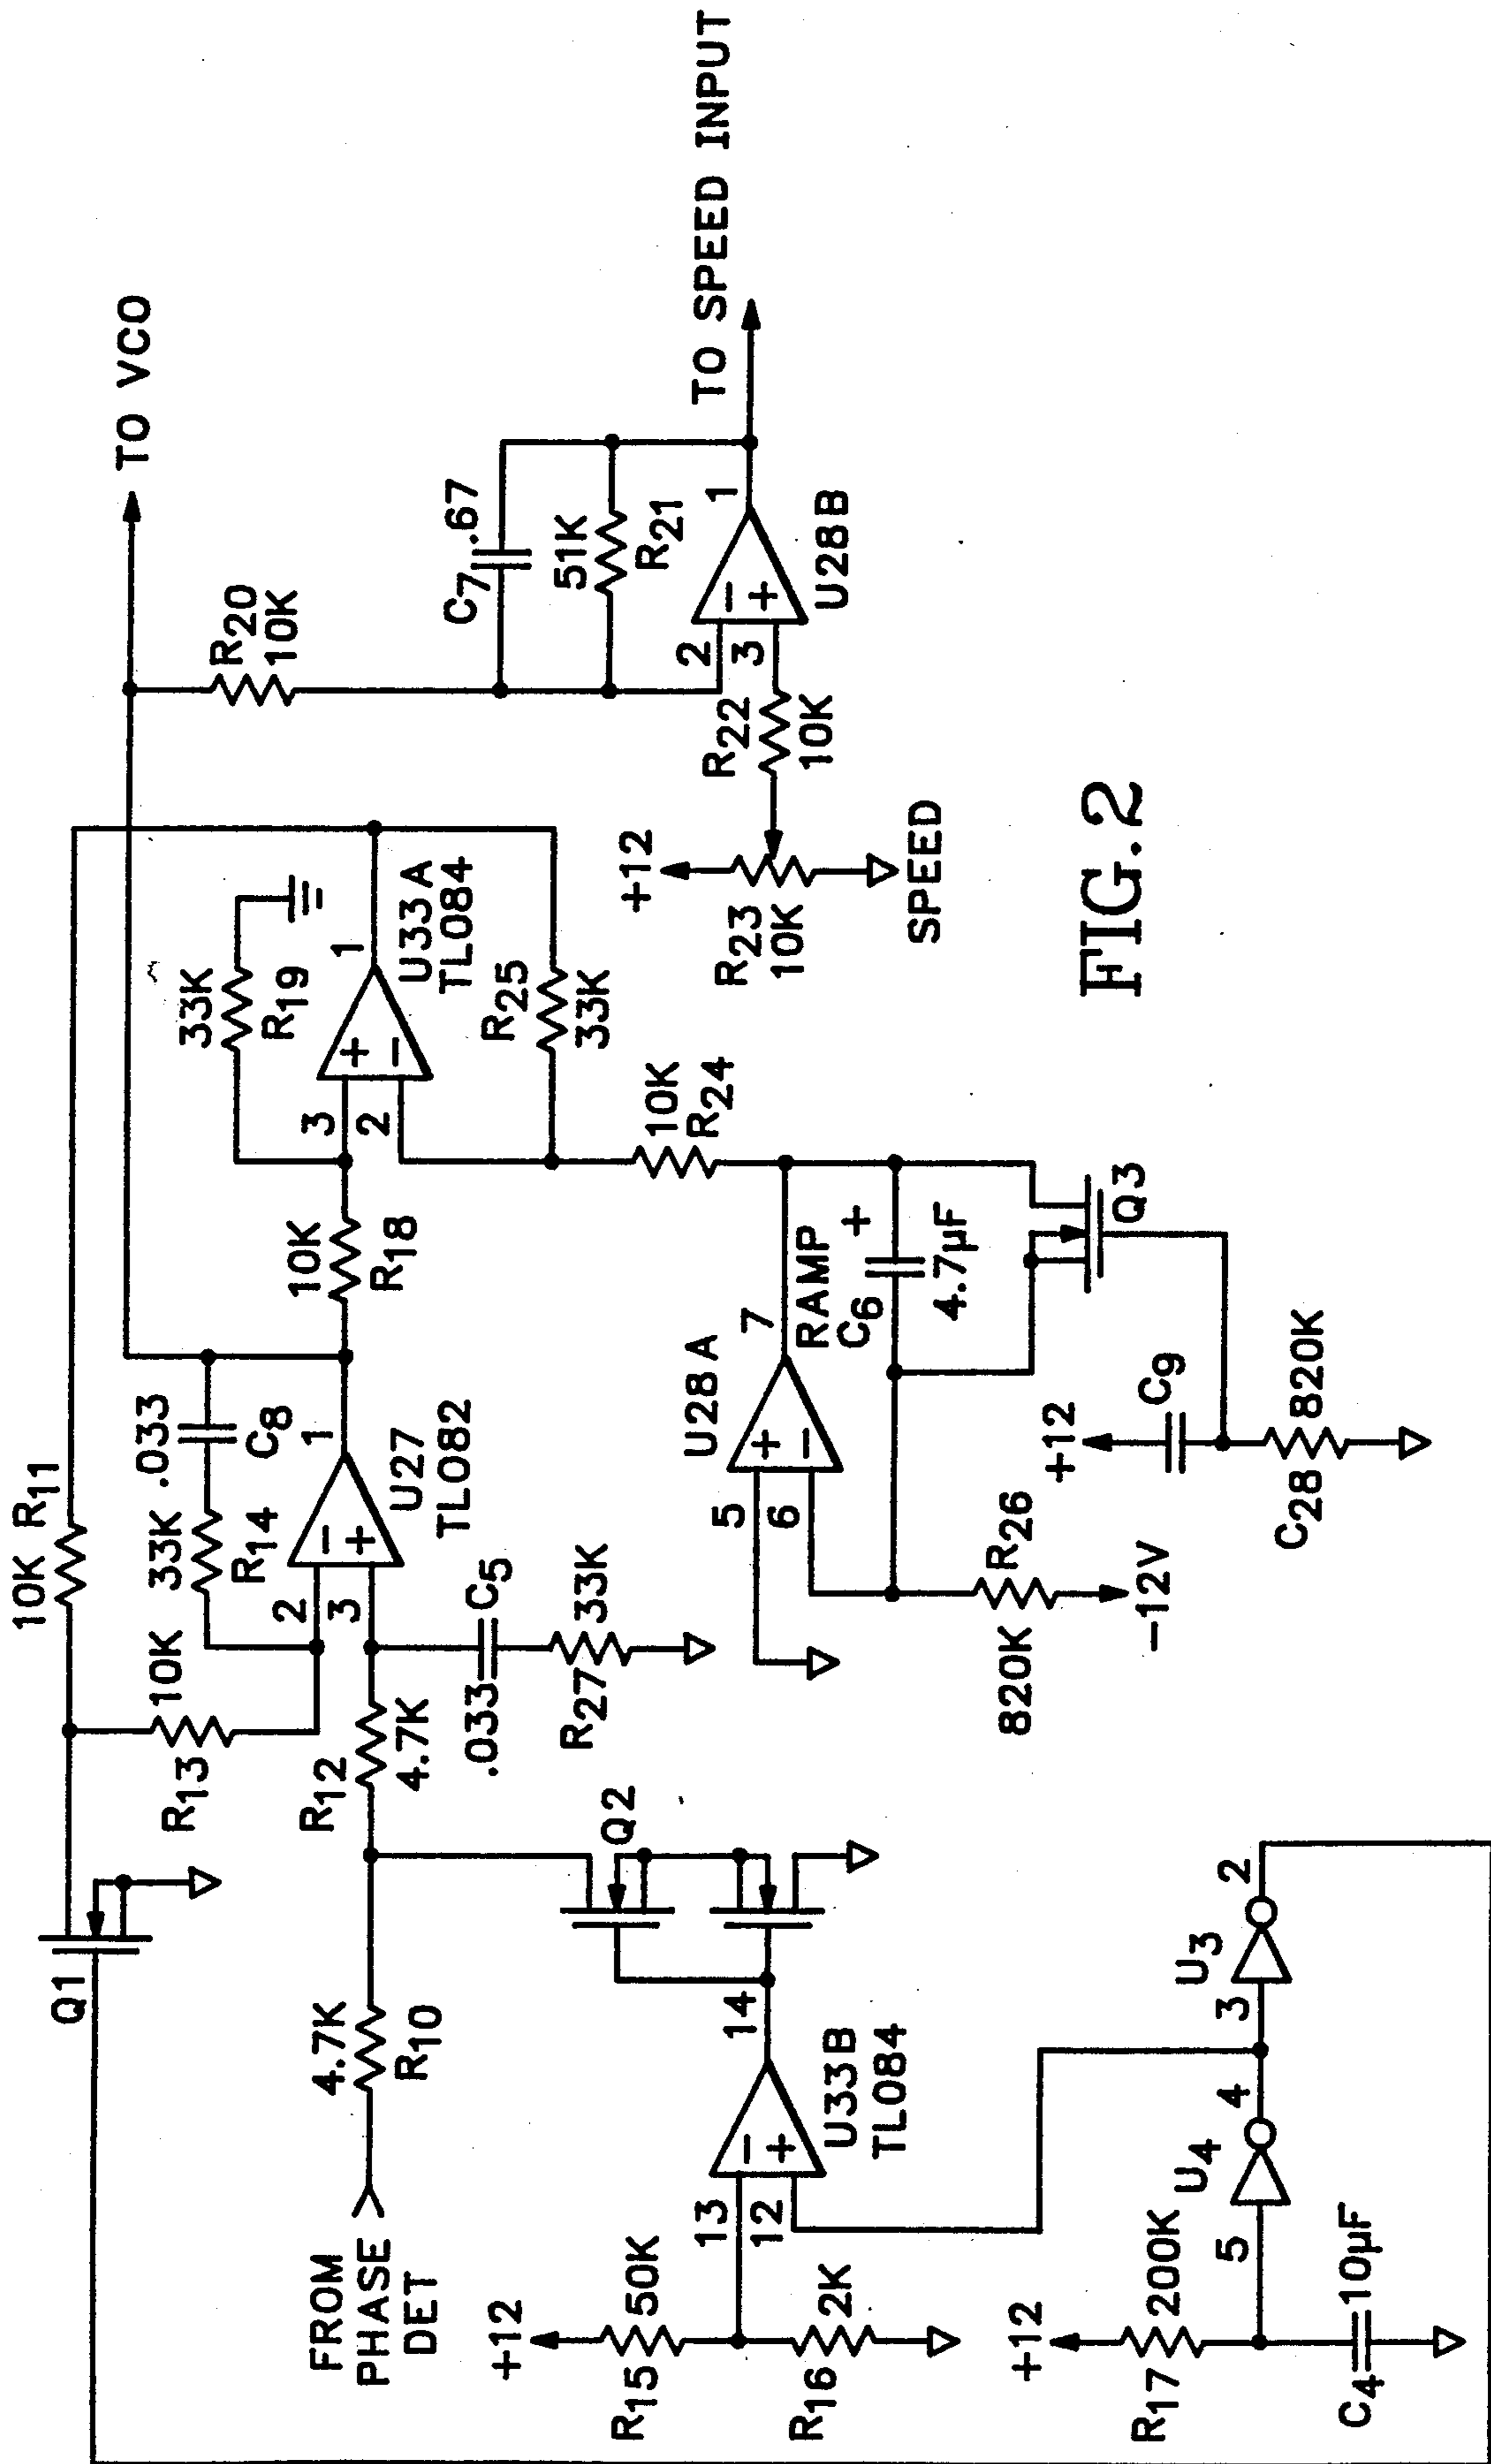 Q1
10K R11
10K
R13
33K
R14
.033
C8
2
3
1
U27
TL082
TO VCO
FROM
PHASE
DET
4.7K
R10
R12
4.7K
.033
C5
R27
33K
10K
R18
33K
R19
3
2
1
U33A
TL084
R25
33K
10K
R24
R20
10K
C7
.67
51K
R21
2
3
1
U28B
TO SPEED INPUT
R22
10K
+12
R23
10K
SPEED
Q2
+12
R15
50K
R16
2K
13
12
14
U33B
TL084
U28A
5
6
7
RAMP
C6
+
4.7µF
Q3
820K
R26
-12V
+12
C9
C28
820K
+12
R17
200K
C4
10µF
5
U4
4
3
U3
2
FIG. 2